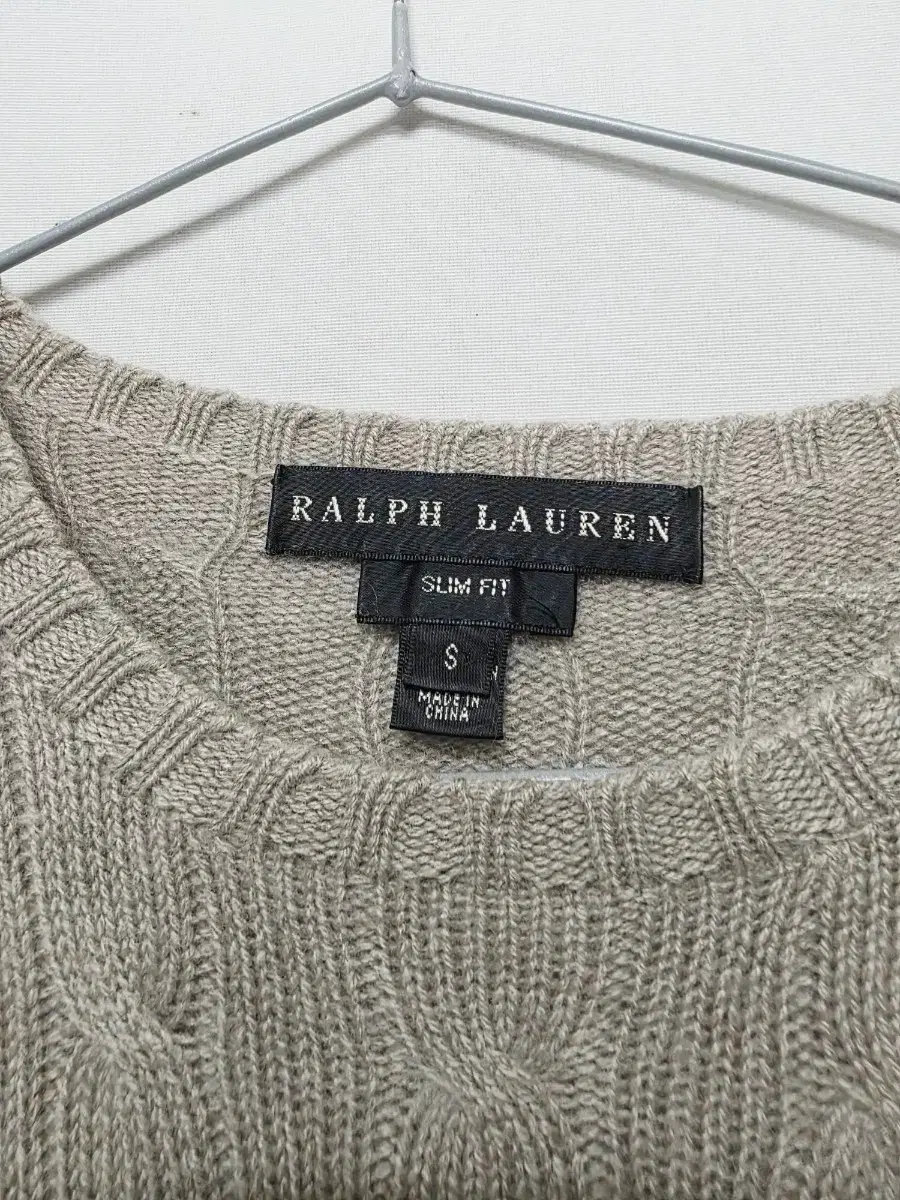 RALPH LAUREN
SLIM FIT
S
MADE IN
CHINA